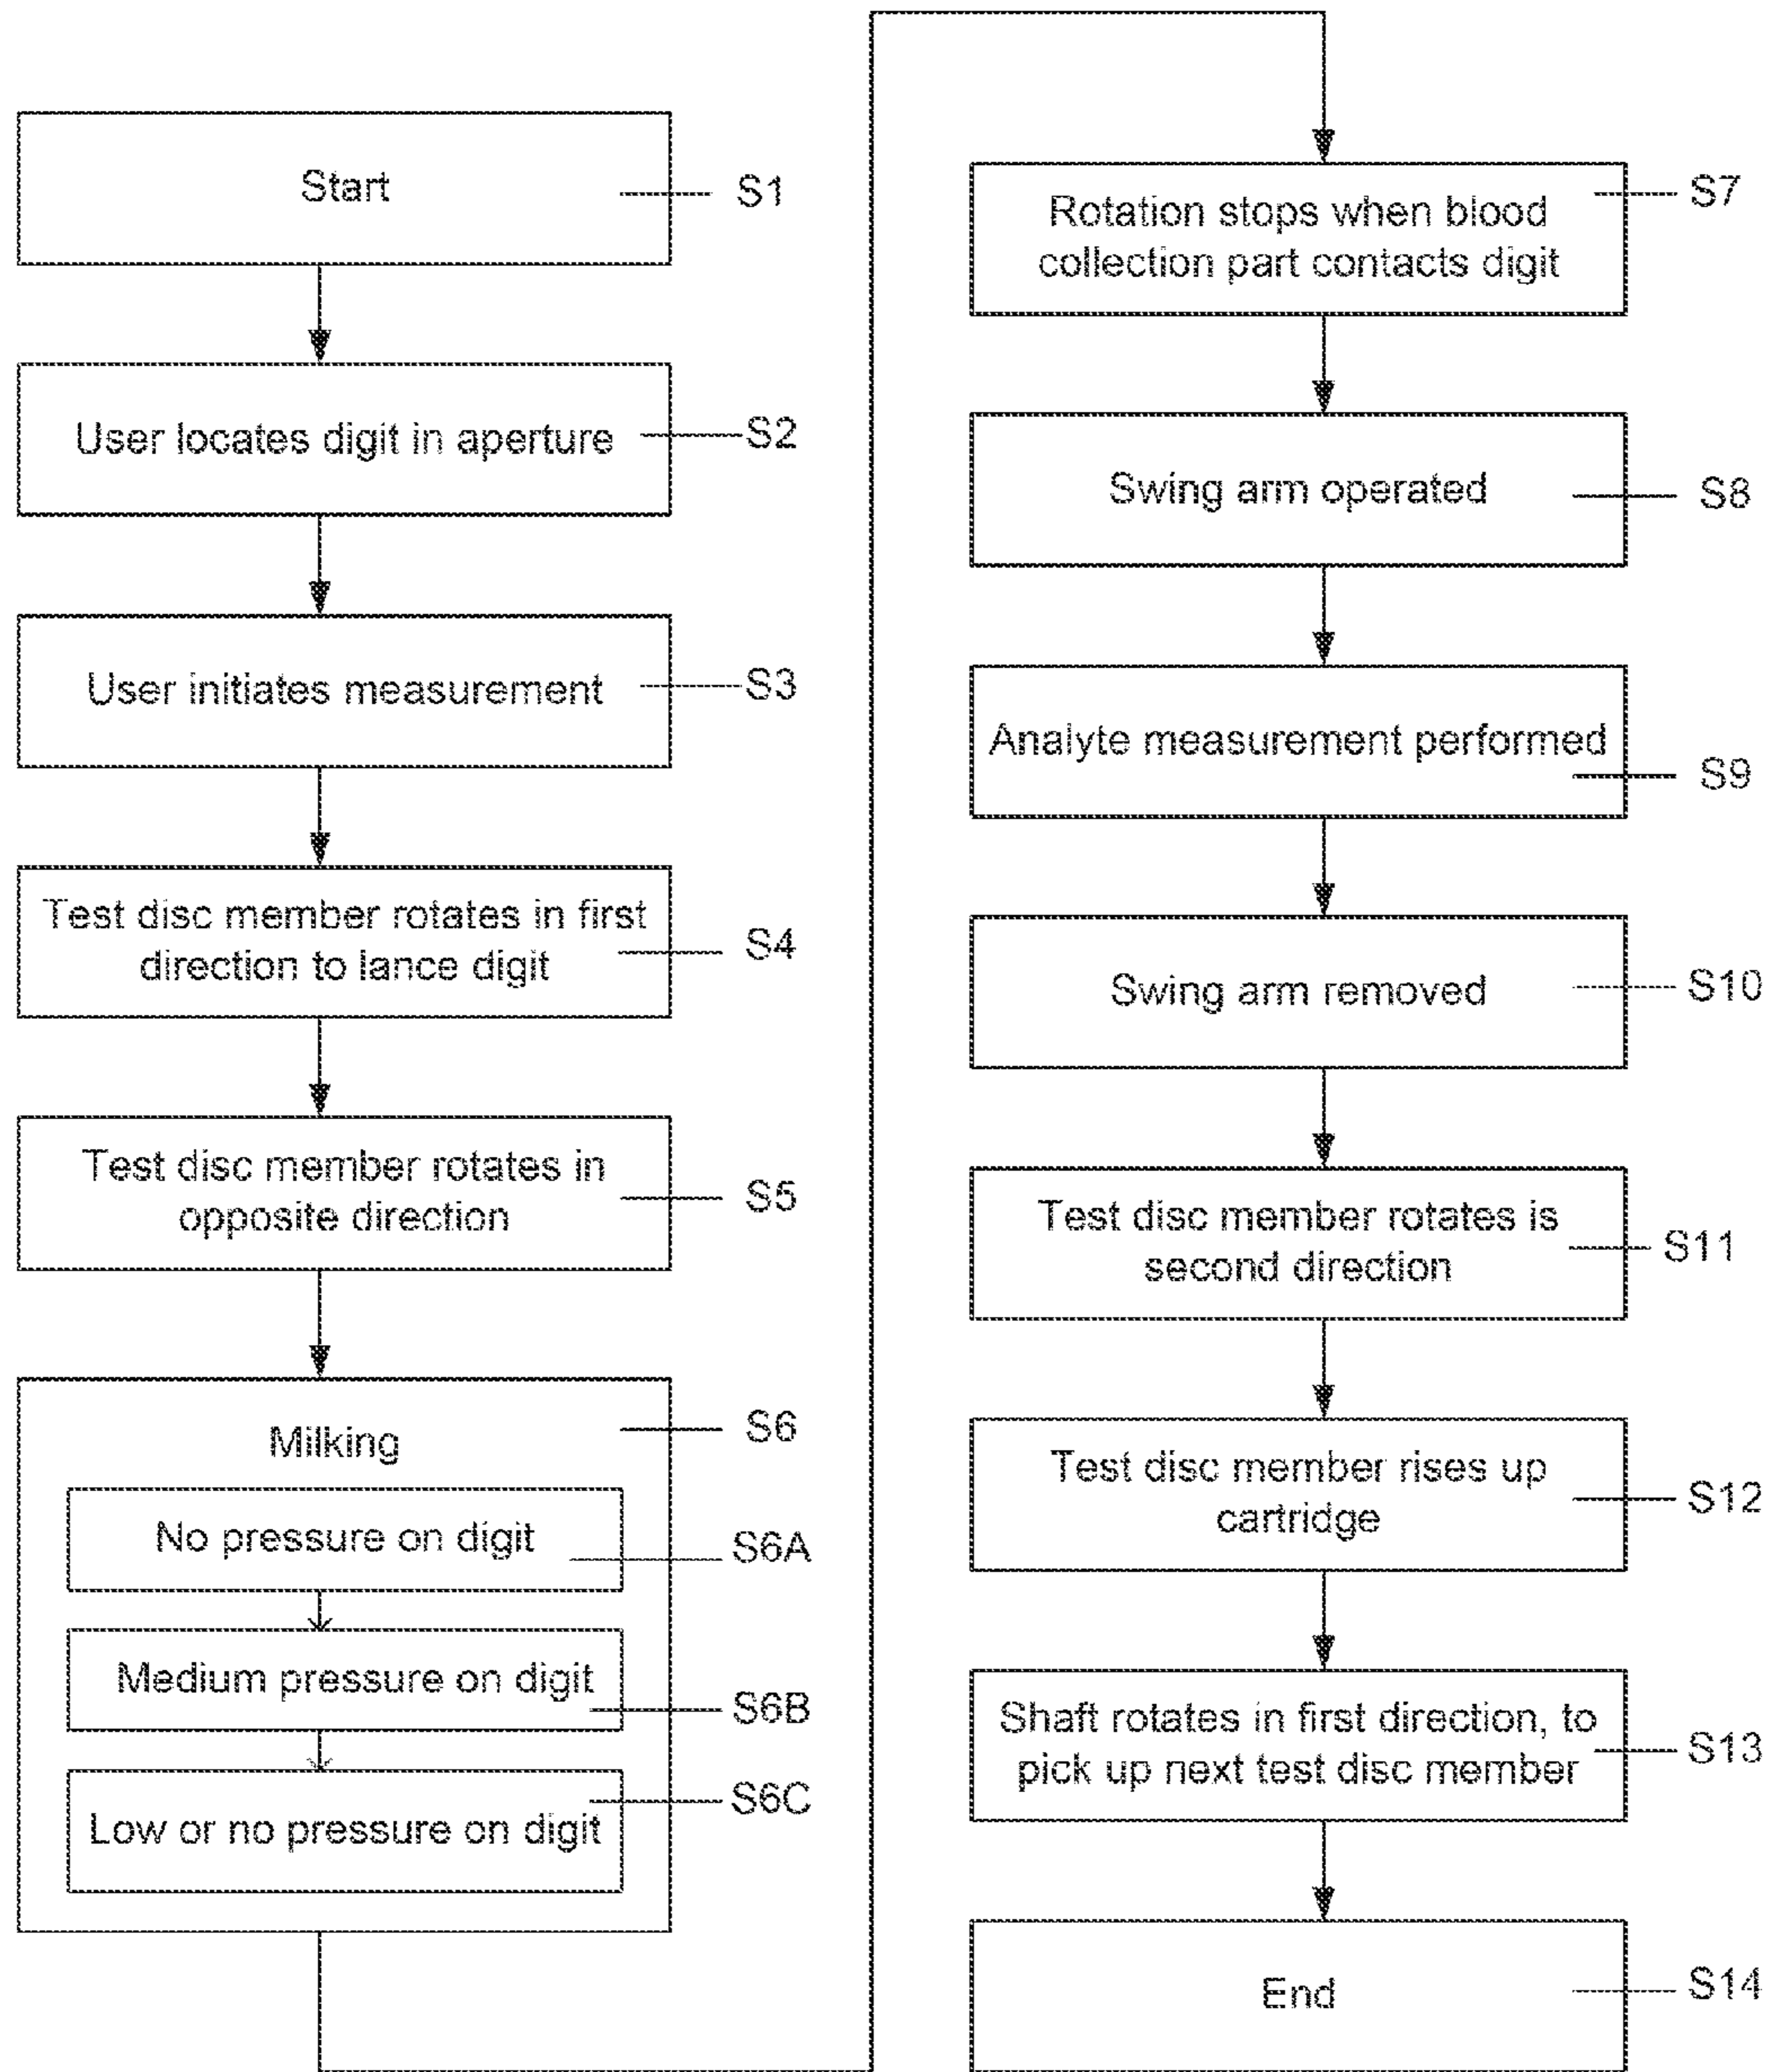 Start
S1
User locates digit in aperture
S2
User initiates measurement
S3
Test disc member rotates in first
direction to lance digit
S4
Test disc member rotates in
opposite direction
S5
Milking
S6
No pressure on digit
S6A
Medium pressure on digit
S6B
Low or no pressure on digit
S6C
Rotation stops when blood
collection part contacts digit
S7
Swing arm operated
S8
Analyte measurement performed
S9
Swing arm removed
S10
Test disc member rotates is
second direction
S11
Test disc member rises up
cartridge
S12
Shaft rotates in first direction, to
pick up next test disc member
S13
End
S14